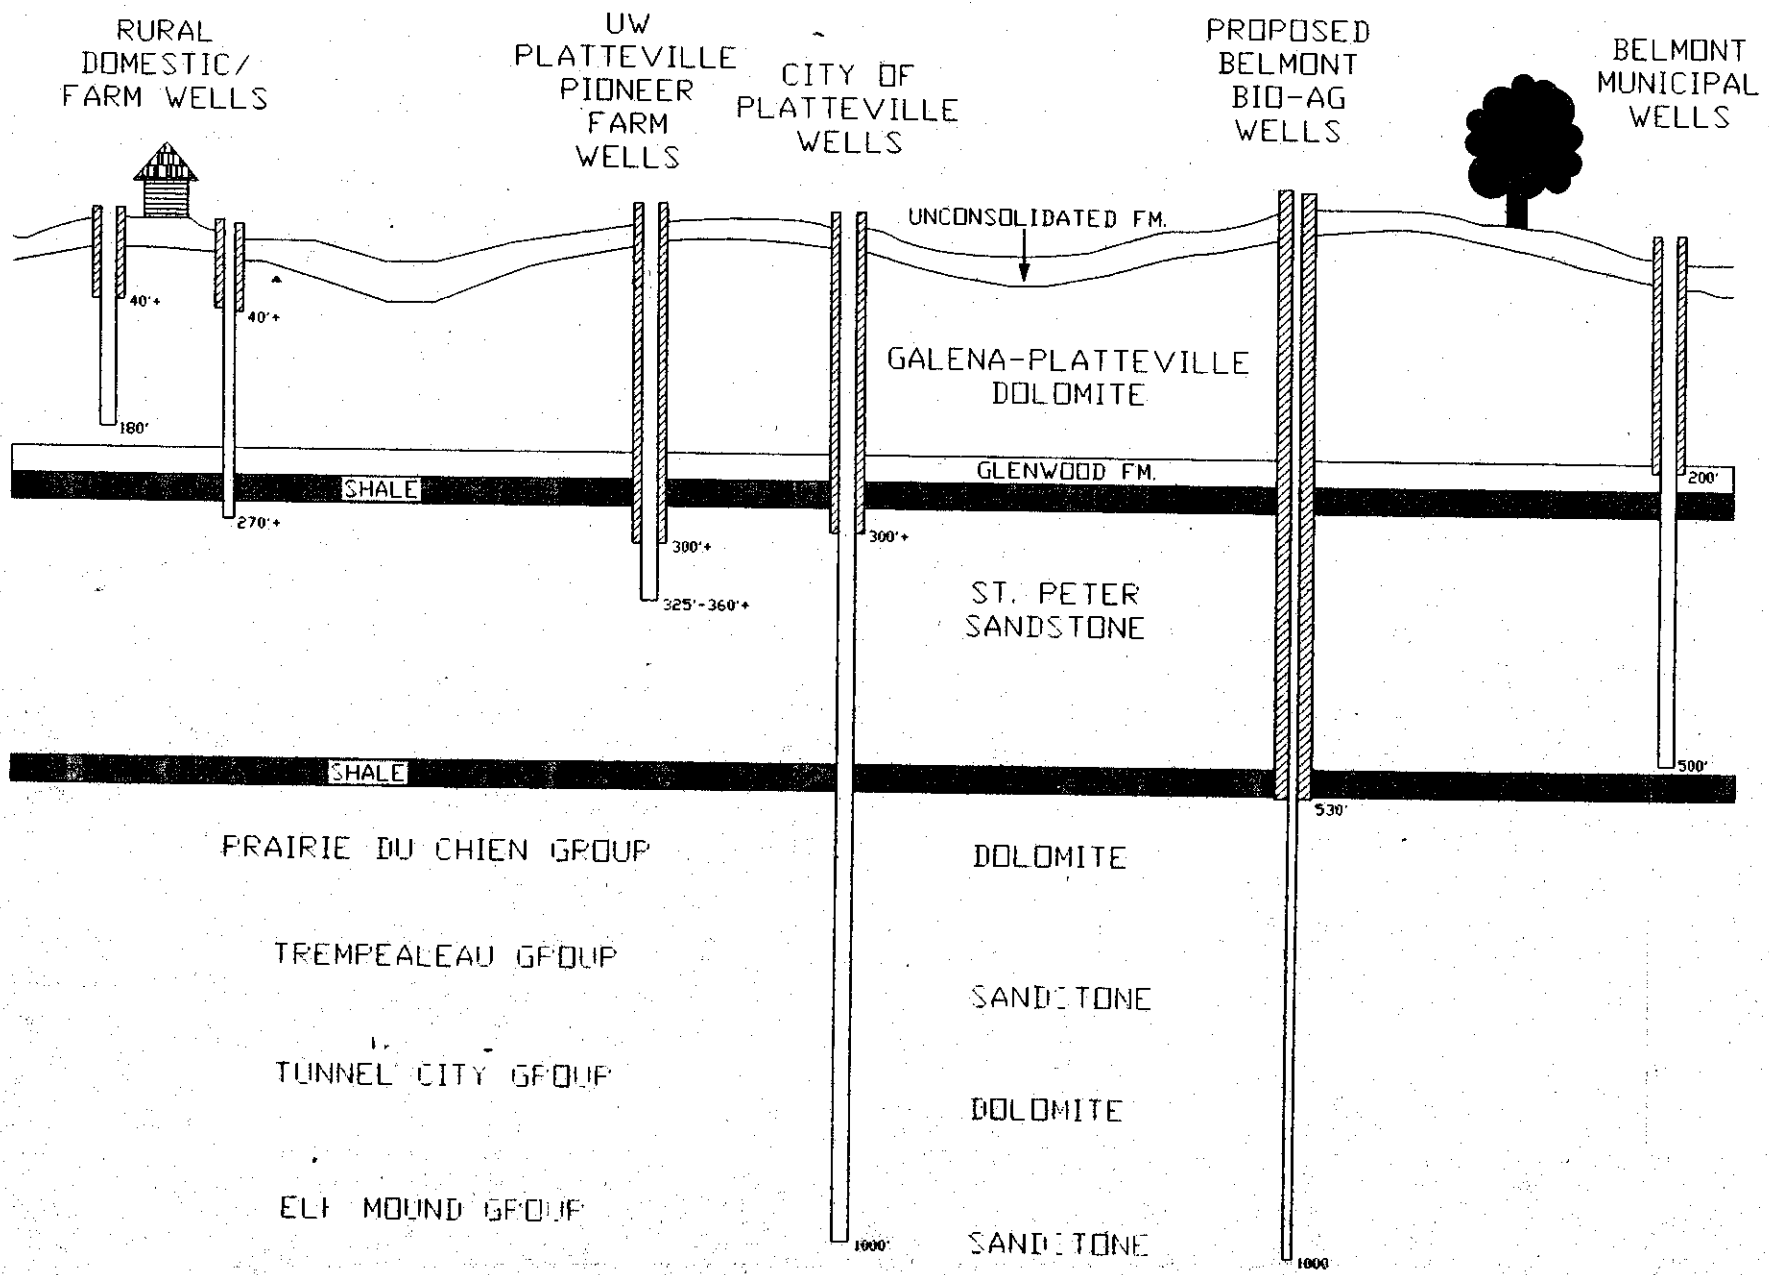 RURAL
DOMESTIC/
FARM WELLS
UW
PLATTEVILLE
PIONEER
FARM
WELLS
CITY OF
PLATTEVILLE
WELLS
PROPOSED
BELMONT
BIO-AG
WELLS
BELMONT
MUNICIPAL
WELLS
UNCONSOLIDATED FM.
40'+
40'+
GALENA-PLATTEVILLE
DOLOMITE
180'
GLENWOOD FM.
200'
SHALE
270'+
300'+
300'+
325'-360'+
ST. PETER
SANDSTONE
SHALE
500'
530'
PRAIRIE DU CHIEN GROUP
DOLOMITE
TREMPEALEAU GROUP
SANDSTONE
TUNNEL CITY GROUP
DOLOMITE
ELK MOUND GROUP
SANDSTONE
1000'
1000